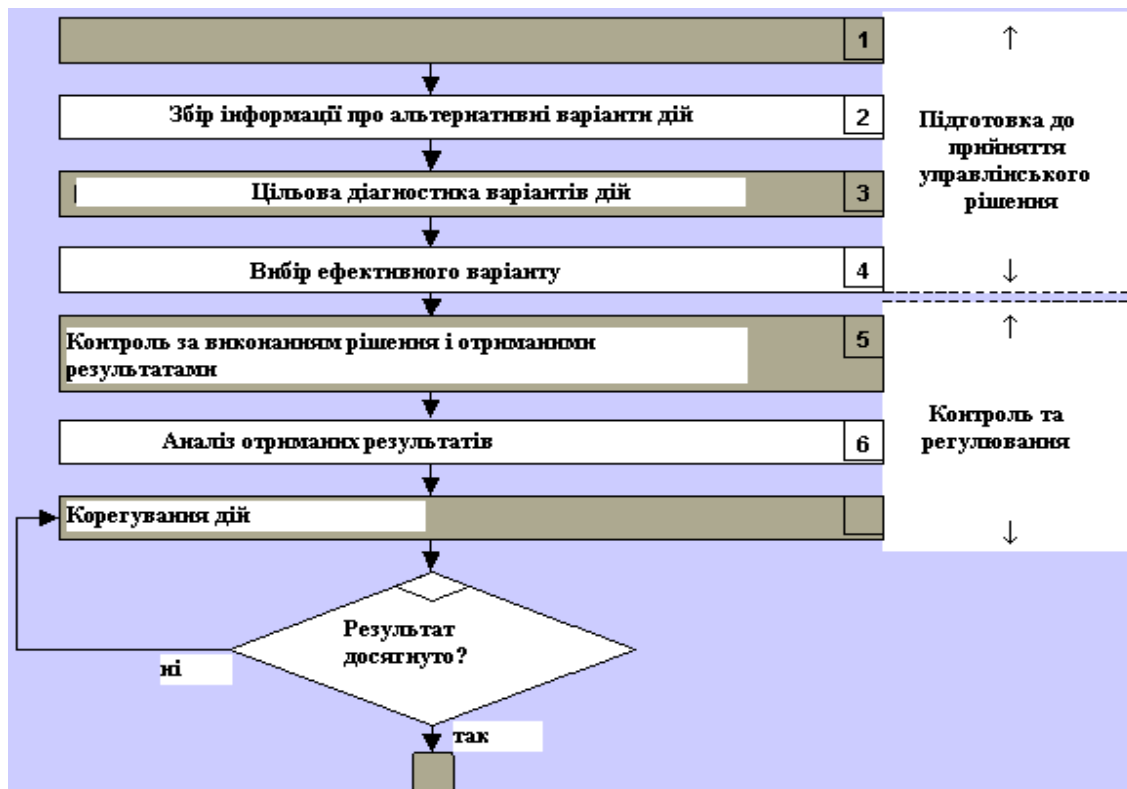 1
Збір інформації про альтернативні варіанти дій
2
Цільова діагностика варіантів дій
3
Вибір ефективного варіанту
4
Контроль за виконанням рішення і отриманими
результатами
5
Аналіз отриманих результатів
6
Корегування дій
Результат
досягнуто?
ні
так
↑
Підготовка до
прийняття
управлінського
рішення
↓
↑
Контроль та
регулювання
↓